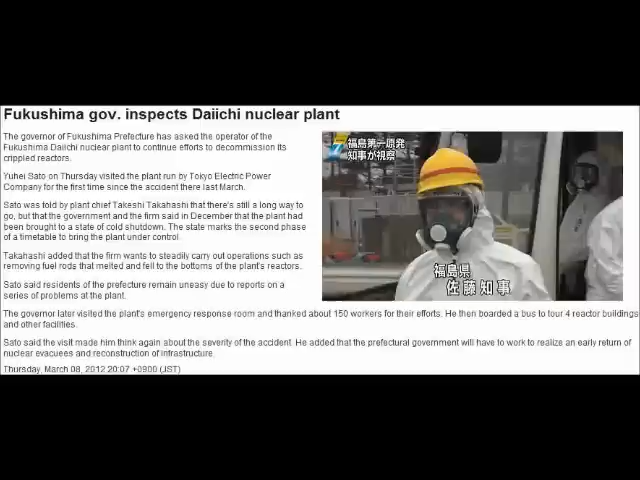 Fukushima gov. inspects Daiichi nuclear plant
The governor of Fukushima Prefecture has asked the operator of the
Fukushima Daiichi nuclear plant to continue efforts to decommission its
crippled reactors.
Yuhei Sato on Thursday visited the plant run by Tokyo Electric Power
Company for the first time since the accident there last March.
Sato was told by plant chief Takeshi Takahashi that there's still a long way to
go, but that the government and the firm said in December that the plant had
been brought to a state of cold shutdown. The state marks the second phase
of a timetable to bring the plant under control.
Takahashi added that the firm wants to steadily carry out operations such as
removing fuel rods that melted and fell to the bottoms of the plant's reactors.
Sato said residents of the prefecture remain uneasy due to reports on a
series of problems at the plant.
福島第一原発
知事が視察
福島県
佐藤知事
The governor later visited the plant's emergency response room and thanked about 150 workers for their efforts. He then boarded a bus to tour 4 reactor buildings
and other facilities.
Sato said the visit made him think again about the severity of the accident. He added that the prefectural government will have to work to realize an early return of
nuclear evacuees and reconstruction of infrastructure.
Thursday, March 08, 2012 20:07 +0900 (JST)